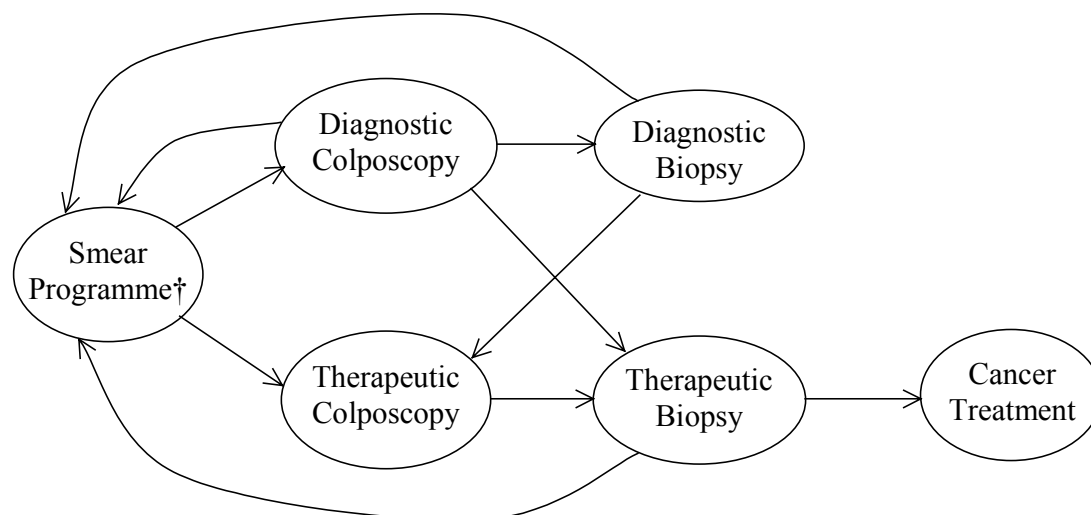 Diagnostic
Colposcopy
Diagnostic
Biopsy
Smear
Programme†
Therapeutic
Colposcopy
Therapeutic
Biopsy
Cancer
Treatment